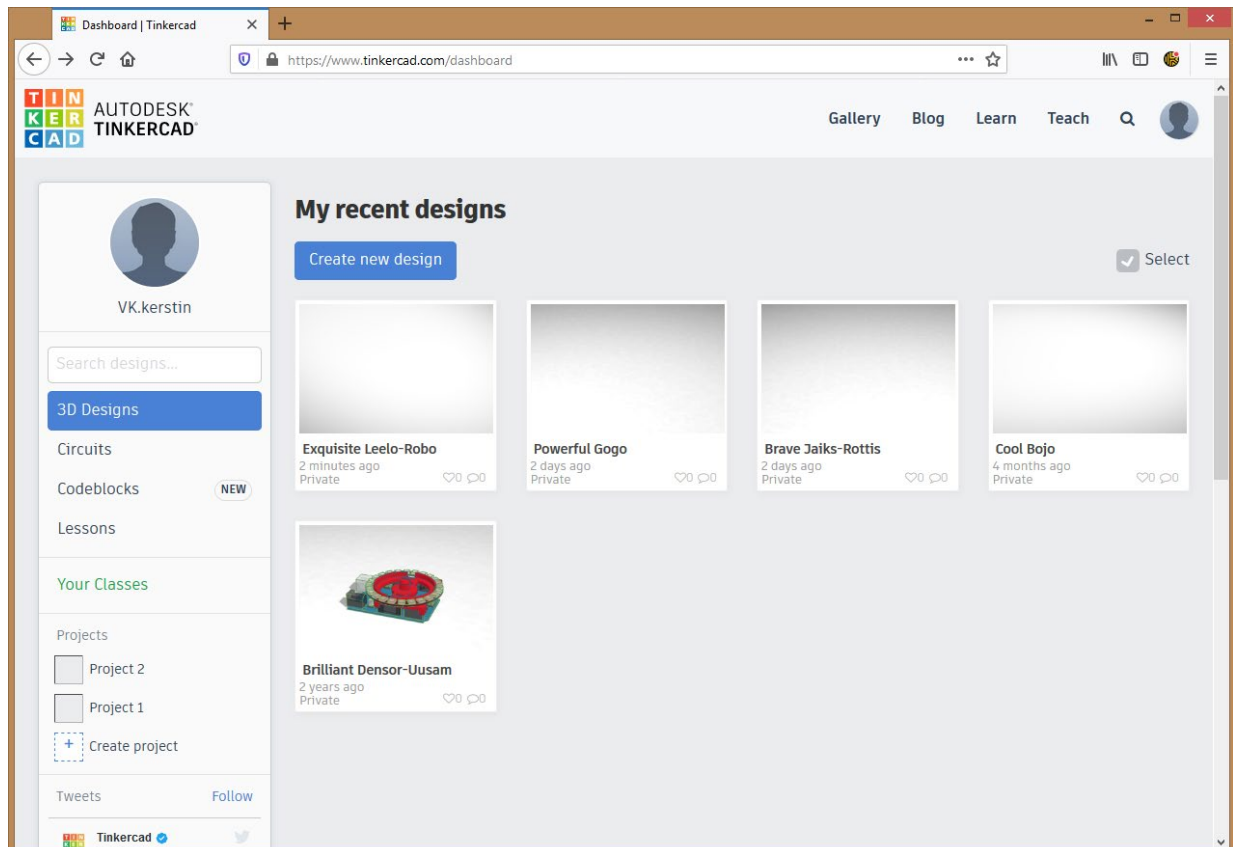 Dashboard | Tinkercad
https://www.tinkercad.com/dashboard
TIN
KER
CAD
AUTODESK®
TINKERCAD®
Gallery Blog Learn Teach
VK.kerstin
Search designs...
3D Designs
Circuits
Codeblocks NEW
Lessons
Your Classes
Projects
Project 2
Project 1
+ Create project
Tweets Follow
TIN
KER
CAD
Tinkercad
My recent designs
Create new design Select
Exquisite Leelo-Robo
2 minutes ago
Private 0 0
Powerful Gogo
2 days ago
Private 0 0
Brave Jaiks-Rottis
2 days ago
Private 0 0
Cool Bojo
4 months ago
Private 0 0
Brilliant Densor-Uusam
2 years ago
Private 0 0